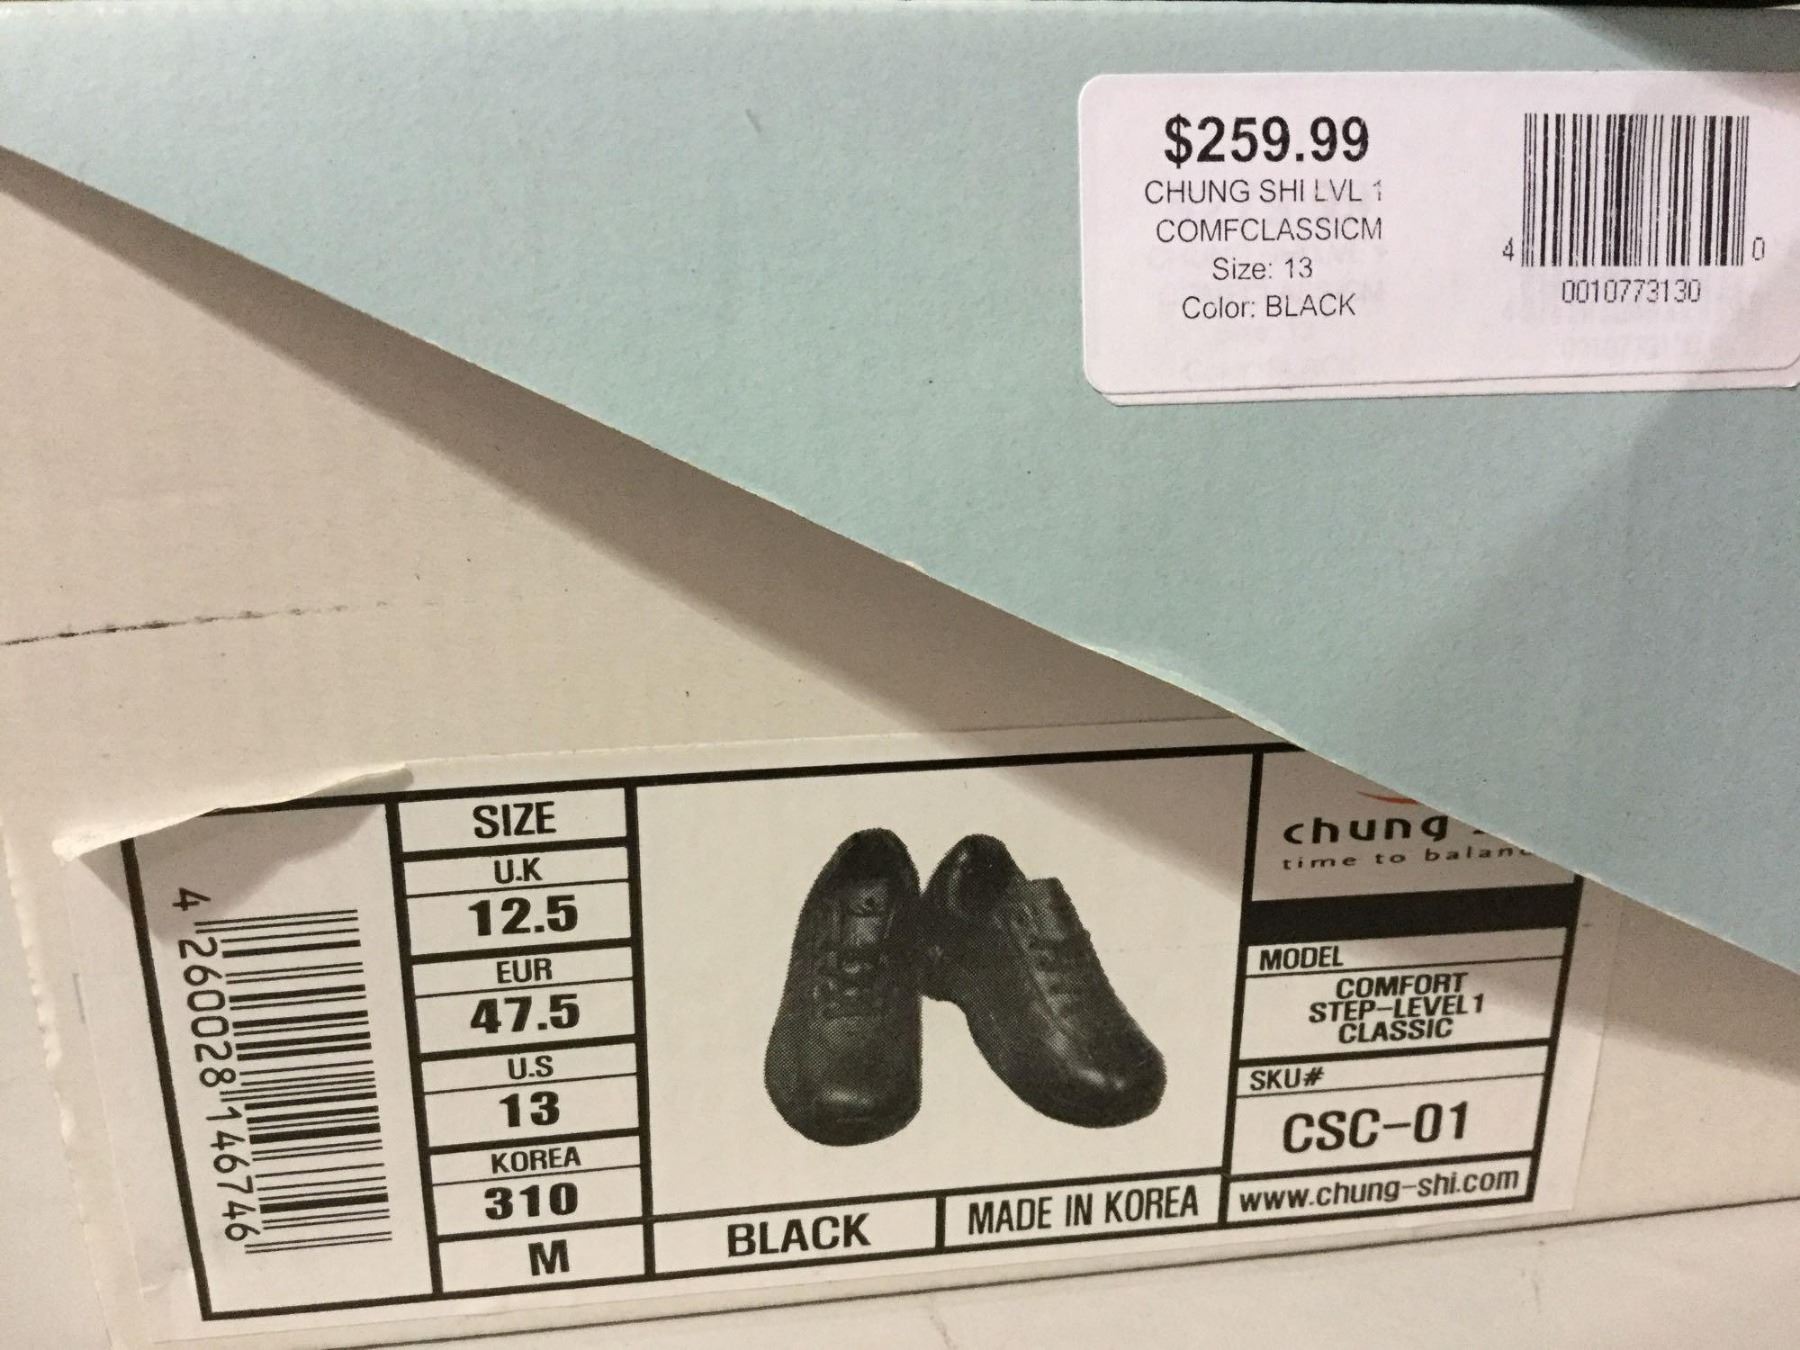 $259.99
CHUNG SHI LVL 1
COMFCLASSICM
Size: 13
Color: BLACK
4 0
0010773130
SIZE
U.K
12.5
EUR
47.5
U.S
13
KOREA
310
M
4 260028 146746
BLACK
MADE IN KOREA
chung
time to
MODEL
COMFORT
STEP-LEVEL 1
CLASSIC
SKU#
CSC-01
www.chung-shi.com